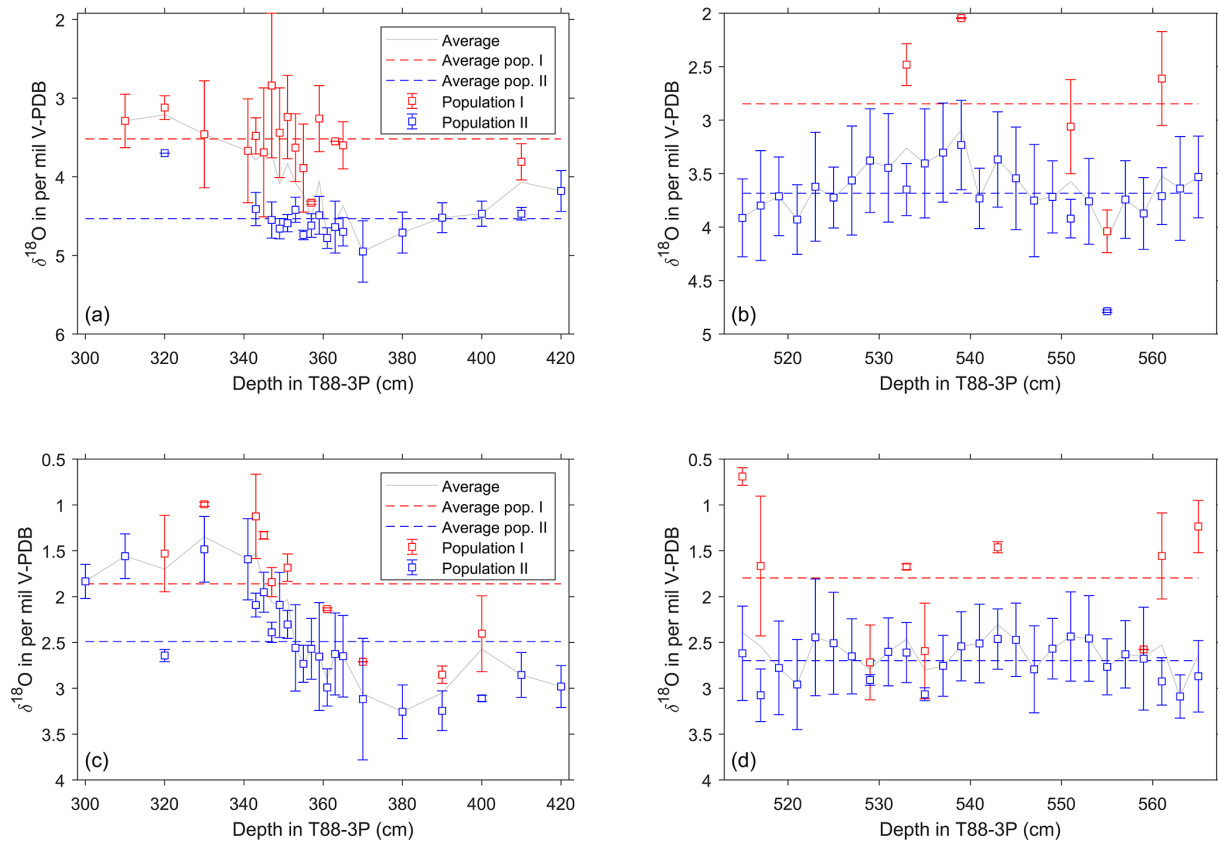 2
3
4
5
6
δ18O in per mil V-PDB
300 320 340 360 380 400 420
Depth in T88-3P (cm)
(a)
Average
Average pop. I
Average pop. II
Population I
Population II
2
2.5
3
3.5
4
4.5
5
δ18O in per mil V-PDB
520 530 540 550 560
Depth in T88-3P (cm)
(b)
0.5
1
1.5
2
2.5
3
3.5
4
δ18O in per mil V-PDB
300 320 340 360 380 400 420
Depth in T88-3P (cm)
(c)
Average
Average pop. I
Average pop. II
Population I
Population II
0.5
1
1.5
2
2.5
3
3.5
4
δ18O in per mil V-PDB
520 530 540 550 560
Depth in T88-3P (cm)
(d)